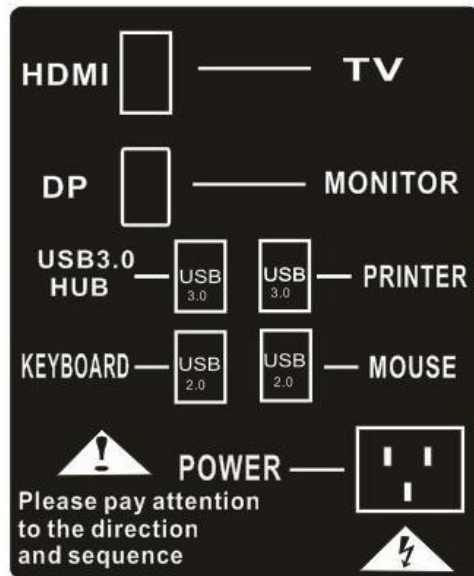 HDMI TV
DP MONITOR
USB3.0
HUB
USB
3.0
USB
3.0
PRINTER
KEYBOARD
USB
2.0
USB
2.0
MOUSE
POWER
!
Please pay attention
to the direction
and sequence